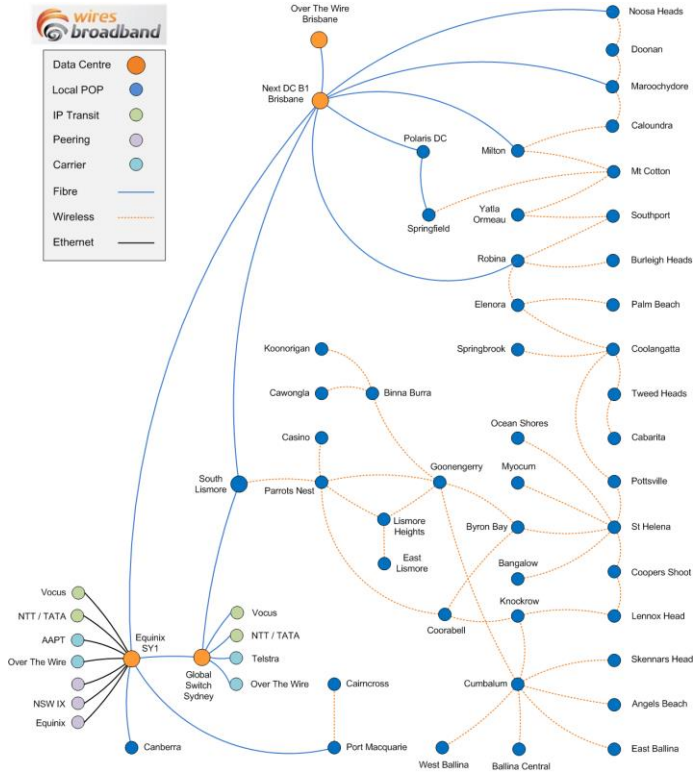 wires
broadband
Data Centre
Local POP
IP Transit
Peering
Carrier
Fibre
Wireless
Ethernet
Over The Wire
Brisbane
Next DC B1
Brisbane
Polaris DC
Springfield
Milton
Yatla
Ormeau
Robina
Elenora
Springbrook
Noosa Heads
Doonan
Maroochydore
Caloundra
Mt Cotton
Southport
Burleigh Heads
Palm Beach
Coolangatta
Tweed Heads
Cabarita
Pottsville
St Helena
Coopers Shoot
Lennox Head
Skennars Head
Angels Beach
East Ballina
Koonorigan
Cawongla
Binna Burra
Casino
South
Lismore
Parrots Nest
Goonengerry
Lismore
Heights
East
Lismore
Ocean Shores
Myocum
Byron Bay
Bangalow
Knockrow
Coorabell
Cumbalum
West Ballina
Ballina Central
Vocus
NTT / TATA
AAPT
Over The Wire
NSW IX
Equinix
Equinix
SY1
Global
Switch
Sydney
Vocus
NTT / TATA
Telstra
Over The Wire
Canberra
Cairncross
Port Macquarie